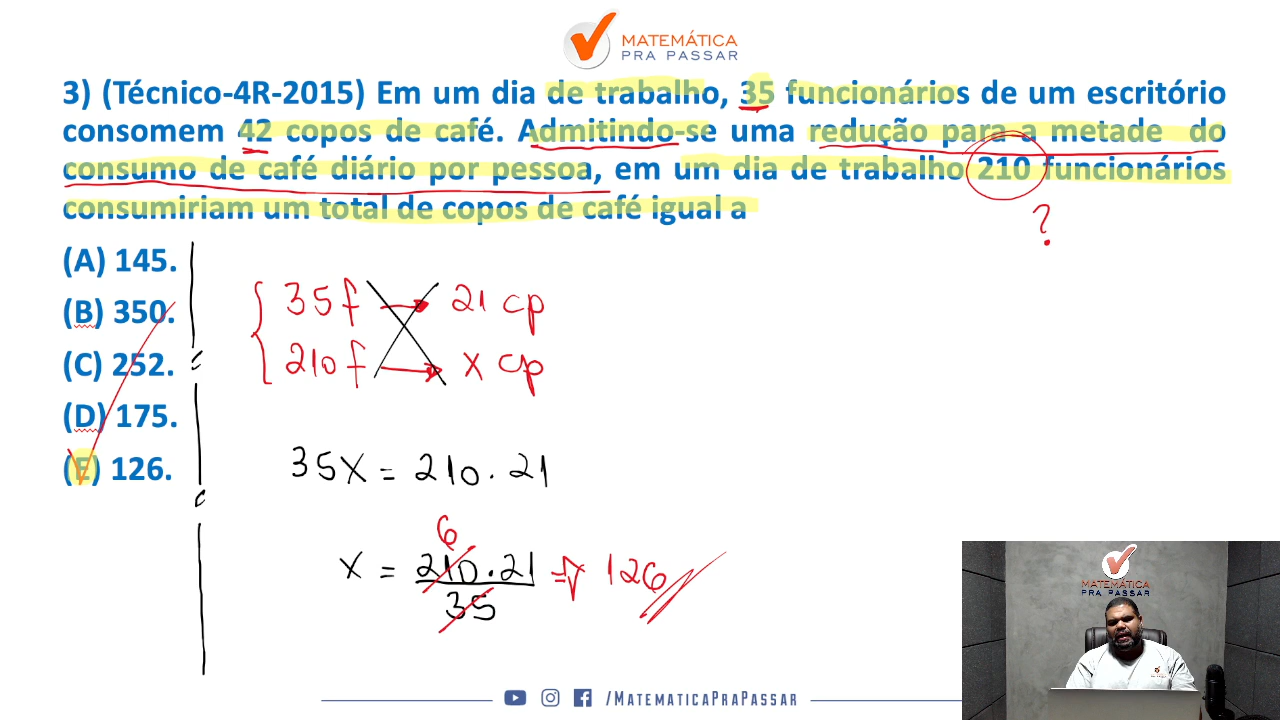 MATEMÁTICA
PRA PASSAR
3) (Técnico-4R-2015) Em um dia de trabalho, 35 funcionários de um escritório
consomem 42 copos de café. Admitindo-se uma redução para a metade do
consumo de café diário por pessoa, em um dia de trabalho 210 funcionários
consumiriam um total de copos de café igual a
?
(A) 145.
(B) 350.
(C) 252.
(D) 175.
(E) 126.
35 f → 21 cp
210 f → x cp
35x = 210 . 21
6
x = 210 . 21 ⇒ 126
35
MATEMÁTICA
PRA PASSAR
/MATEMATICAPRAPASSAR